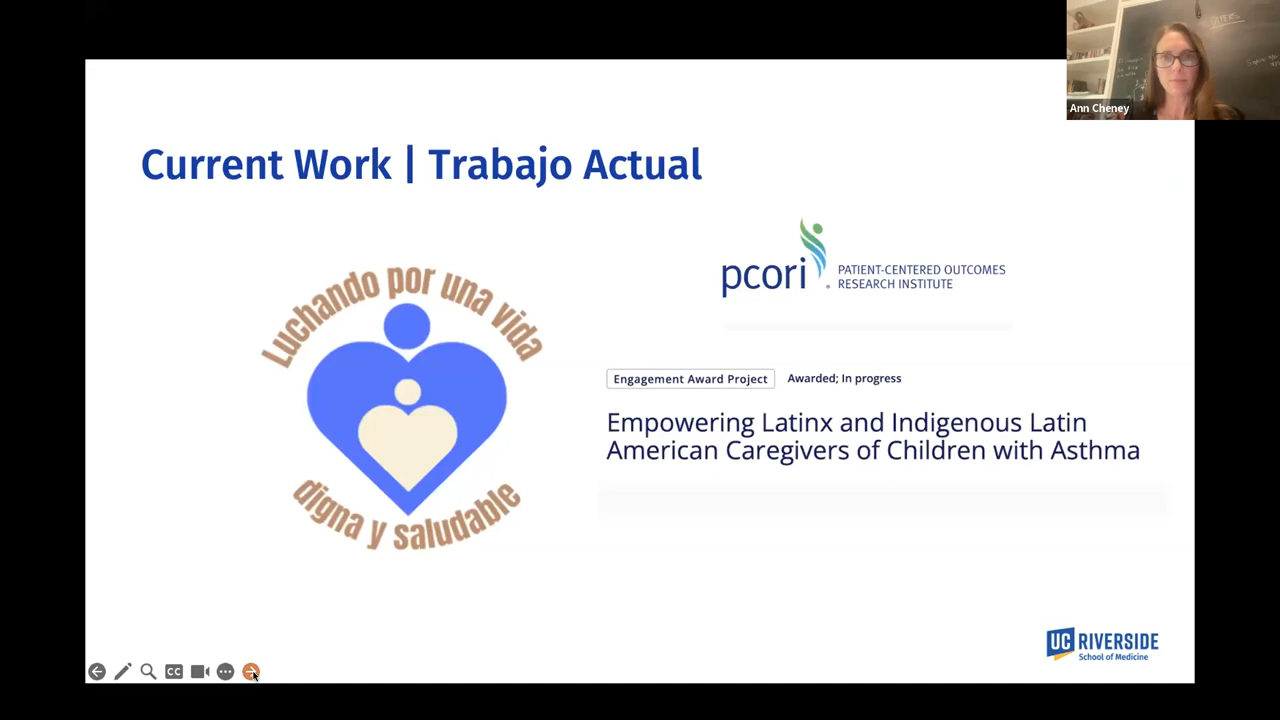 Ann Cheney
Current Work | Trabajo Actual
Luchando por una vida
digna y saludable
pcori
PATIENT-CENTERED OUTCOMES
RESEARCH INSTITUTE
Engagement Award Project
Awarded; In progress
Empowering Latinx and Indigenous Latin
American Caregivers of Children with Asthma
UC RIVERSIDE
School of Medicine
CC